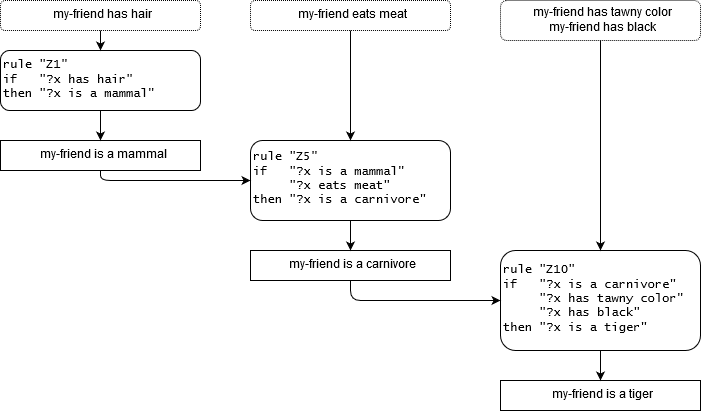 my-friend has hair
my-friend eats meat
my-friend has tawny color
my-friend has black
rule "Z1"
if "?x has hair"
then "?x is a mammal"
my-friend is a mammal
rule "Z5"
if "?x is a mammal"
"?x eats meat"
then "?x is a carnivore"
my-friend is a carnivore
rule "Z10"
if "?x is a carnivore"
"?x has tawny color"
"?x has black"
then "?x is a tiger"
my-friend is a tiger